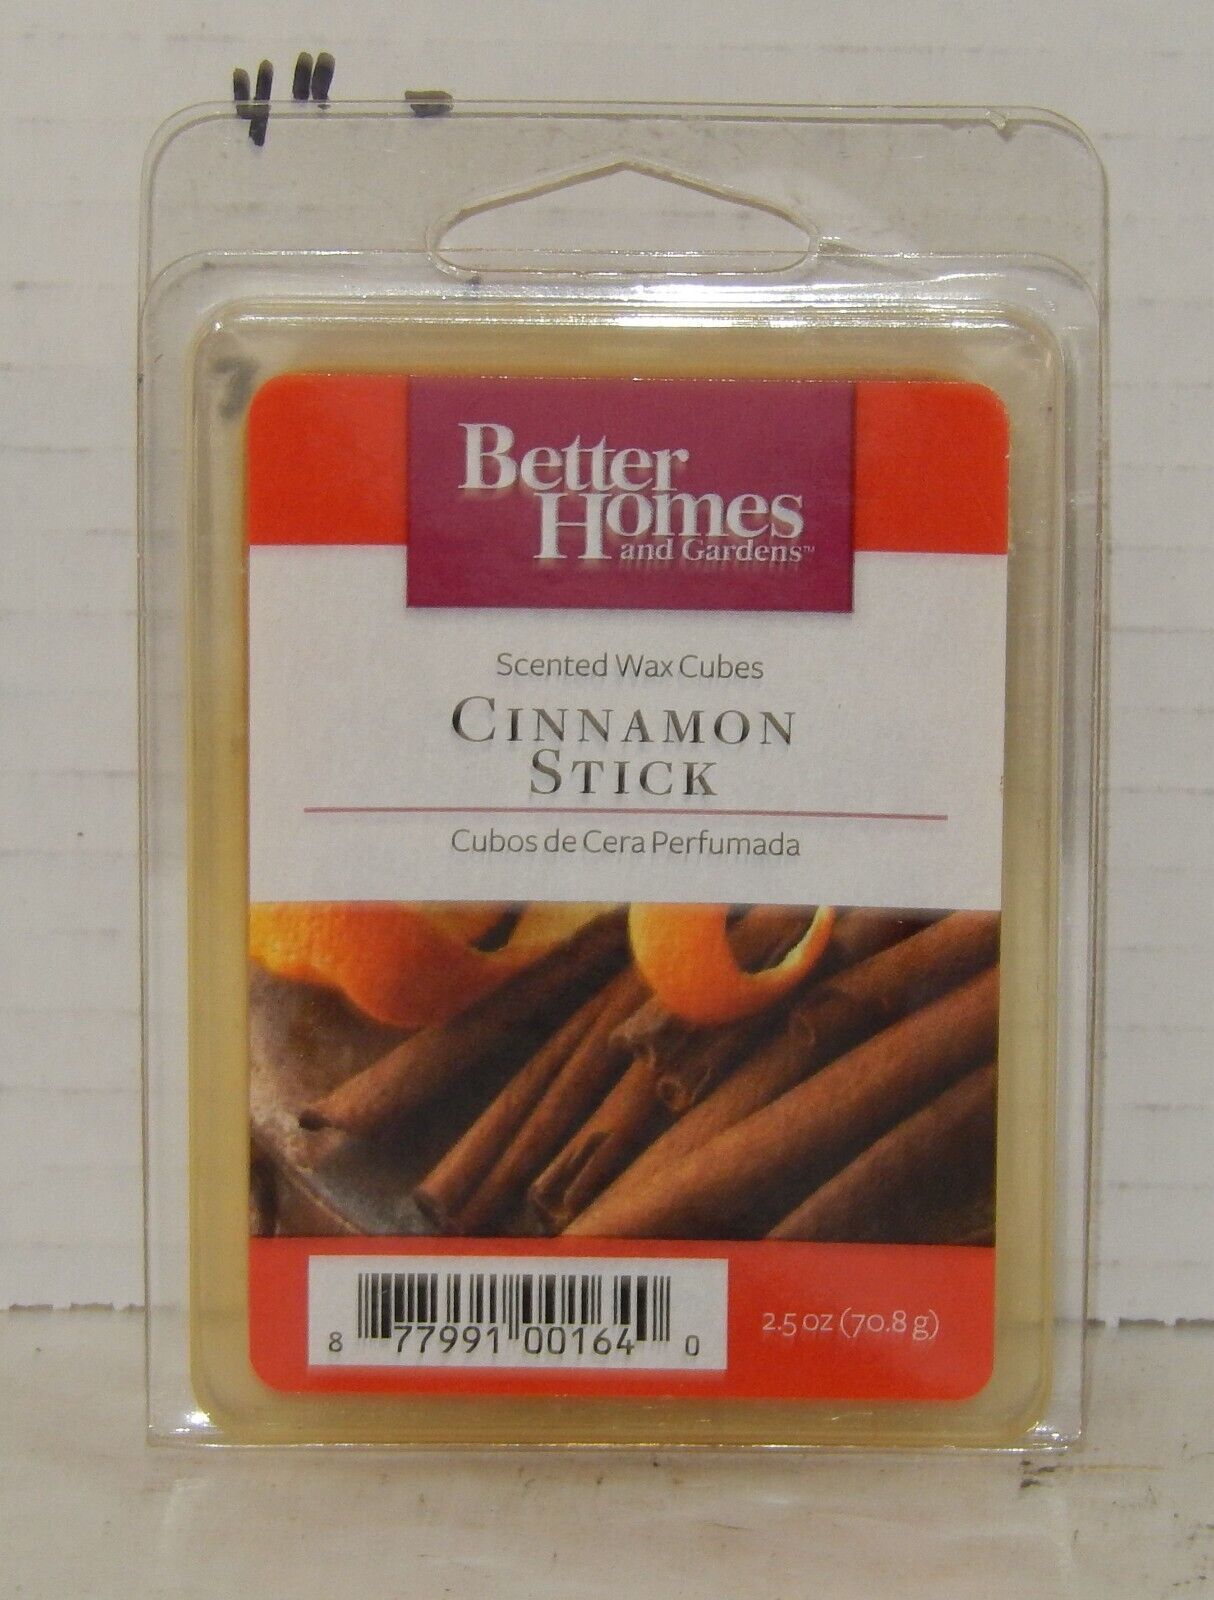 4" -
Better
Homes
and Gardens™
Scented Wax Cubes
CINNAMON
STICK
Cubos de Cera Perfumada
8 77991 00164 0
2.5 oz (70.8 g)